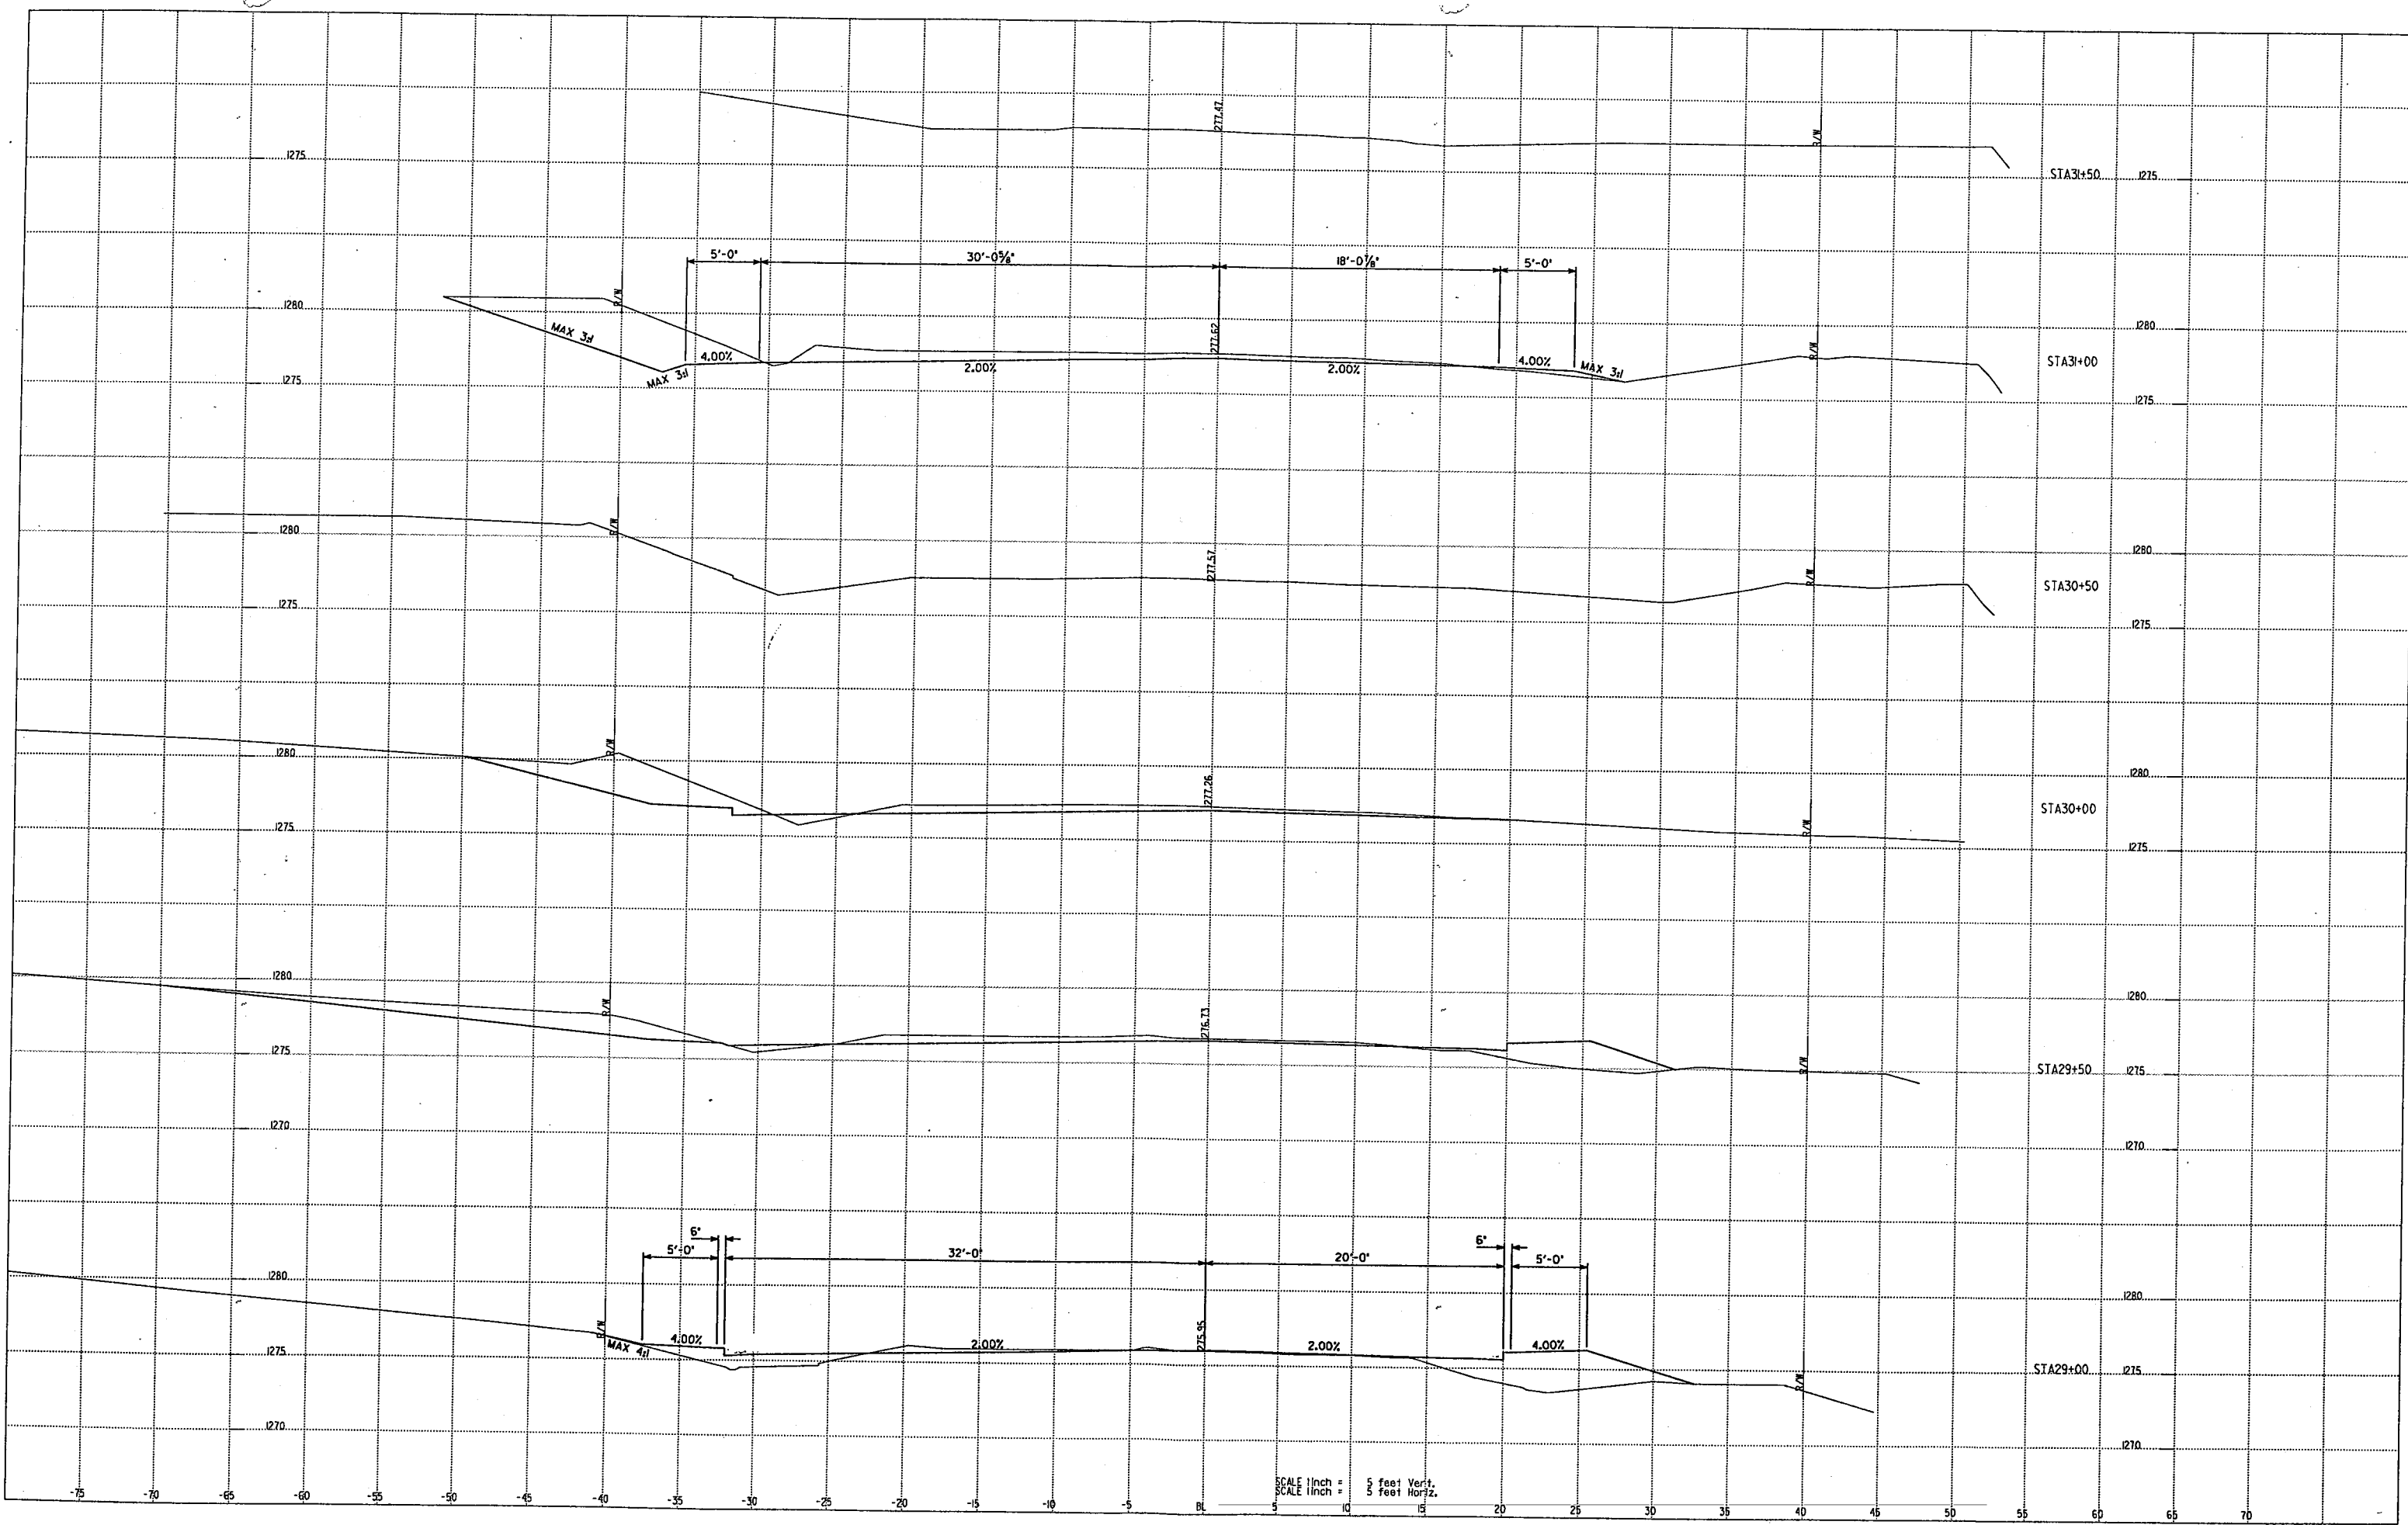 1277.47
R/W
1275
STA31+50 1275
5'-0" 30'-0⅝" 18'-0⅞" 5'-0"
1280
R/W
1277.62
R/W
1280
MAX 3:1
4.00%
2.00%
2.00%
4.00%
MAX 3:1
STA31+00
1275
MAX 3:1
1275
1280
R/W
1277.57
R/W
1280
STA30+50
1275
1275
1280
R/W
1277.26
1280
STA30+00
1275
R/W
1275
1280
R/W
1276.73
1280
1275
R/W
STA29+50 1275
1270
1270
6"
5'-0" 32'-0" 20'-0" 6" 5'-0"
1280
1280
R/W
1275.95
4.00%
2.00%
2.00%
4.00%
1275
MAX 4:1
R/W
STA29+00 1275
1270
1270
SCALE 1inch = 5 feet Vert.
SCALE 1inch = 5 feet Horiz.
-75 -70 -65 -60 -55 -50 -45 -40 -35 -30 -25 -20 -15 -10 -5 BL 5 10 15 20 25 30 35 40 45 50 55 60 65 70